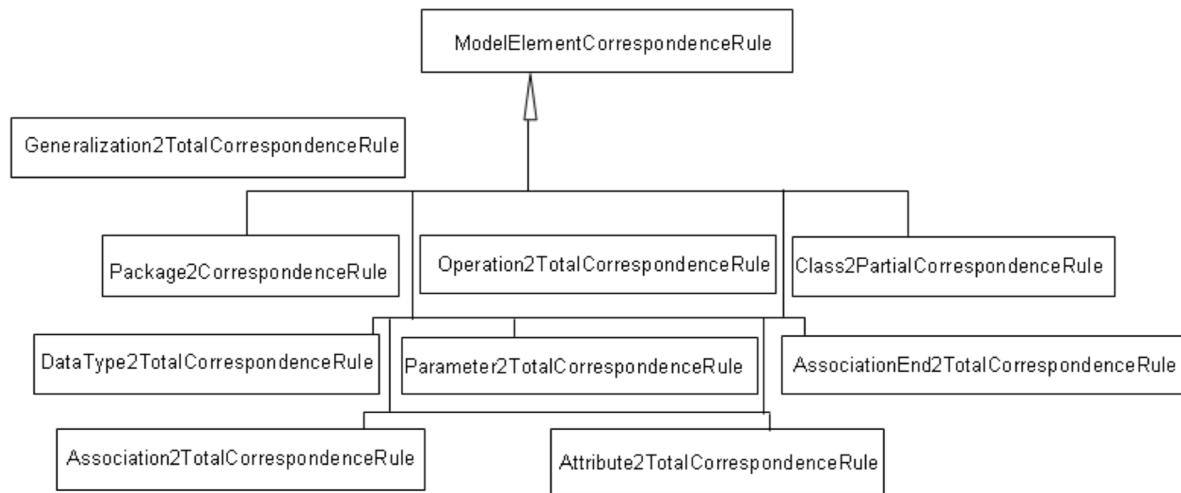 ModelElementCorrespondenceRule
Generalization2TotalCorrespondenceRule
Package2CorrespondenceRule
Operation2TotalCorrespondenceRule
Class2PartialCorrespondenceRule
DataType2TotalCorrespondenceRule
Parameter2TotalCorrespondenceRule
AssociationEnd2TotalCorrespondenceRule
Association2TotalCorrespondenceRule
Attribute2TotalCorrespondenceRule